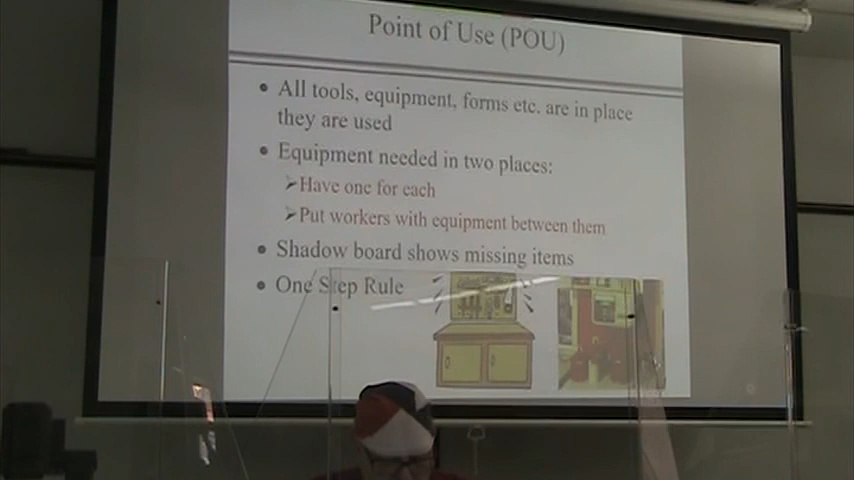 Point of Use (POU)
• All tools, equipment, forms etc. are in place
they are used
• Equipment needed in two places:
➢Have one for each
➢Put workers with equipment between them
• Shadow board shows missing items
• One Step Rule